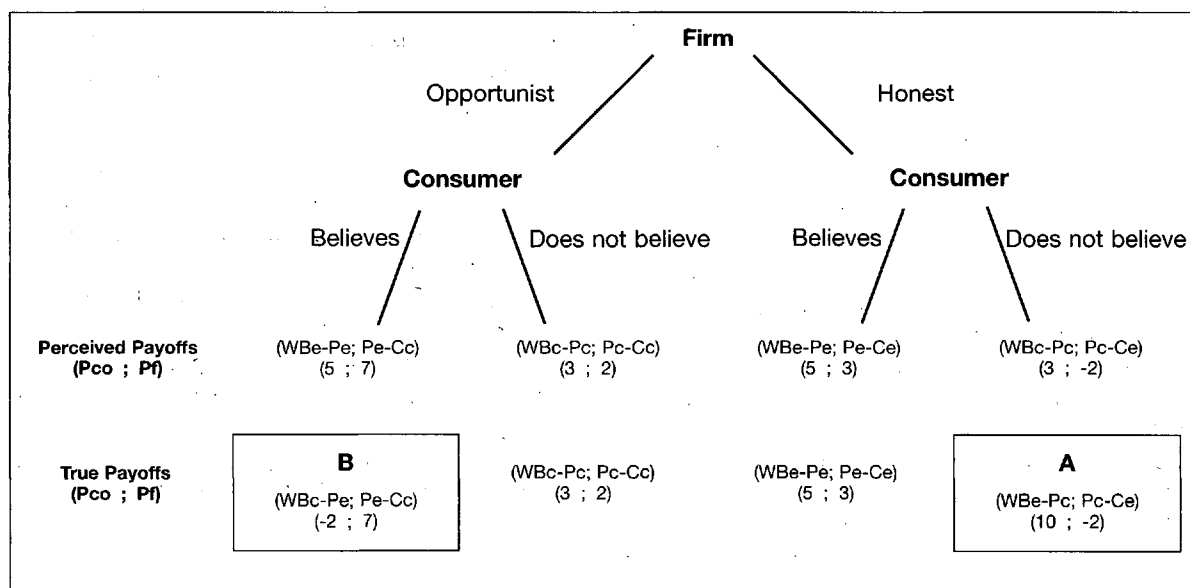 Firm
Opportunist Honest
Consumer Consumer
Believes Does not believe Believes Does not believe
Perceived Payoffs (WBe-Pe; Pe-Cc) (WBc-Pc; Pc-Cc) (WBe-Pe; Pe-Ce) (WBc-Pc; Pc-Ce)
(Pco ; Pf) (5 ; 7) (3 ; 2) (5 ; 3) (3 ; -2)
B A
True Payoffs (WBc-Pc; Pc-Cc) (WBe-Pe; Pe-Ce)
(Pco ; Pf) (WBc-Pe; Pe-Cc) (3 ; 2) (5 ; 3) (WBe-Pc; Pc-Ce)
(-2 ; 7) (10 ; -2)